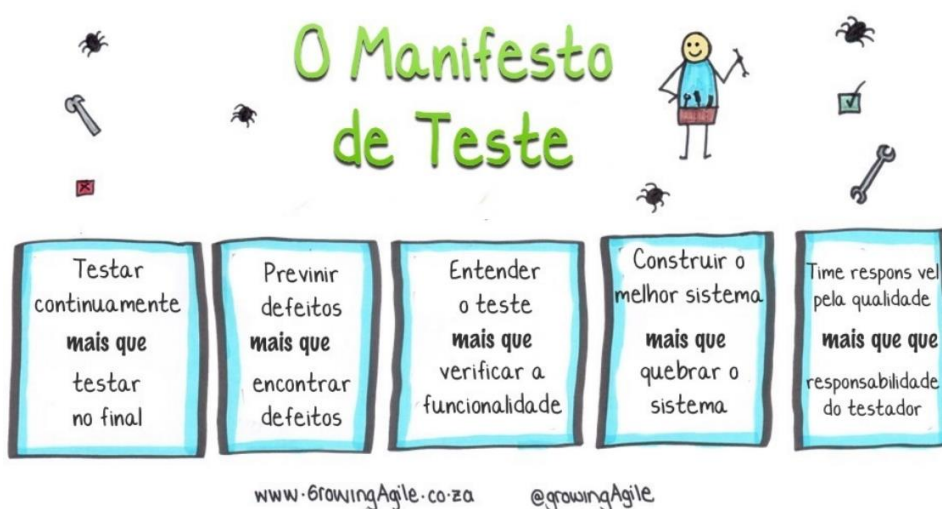 O Manifesto
de Teste
Testar
continuamente
mais que
testar
no final
Previnir
defeitos
mais que
encontrar
defeitos
Entender
o teste
mais que
verificar a
funcionalidade
Construir o
melhor sistema
mais que
quebrar o
sistema
Time respons vel
pela qualidade
mais que que
responsabilidade
do testador
www.GrowingAgile.co.za @growingAgile